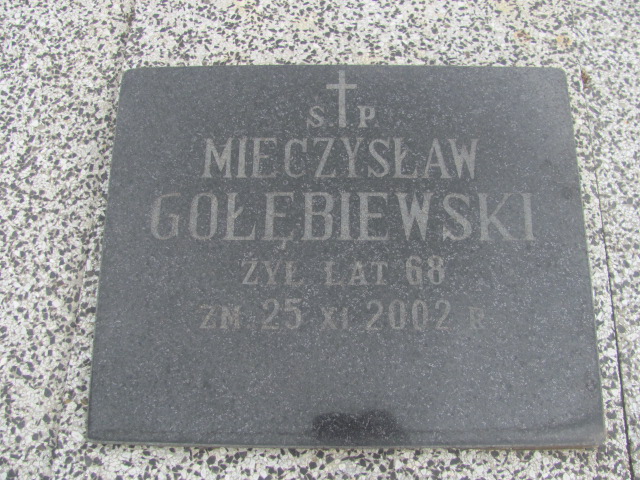 S P
MIECZYSŁAW
GOŁĘBIEWSKI
ŻYŁ LAT 68
ZM. 25 XI 2002 R